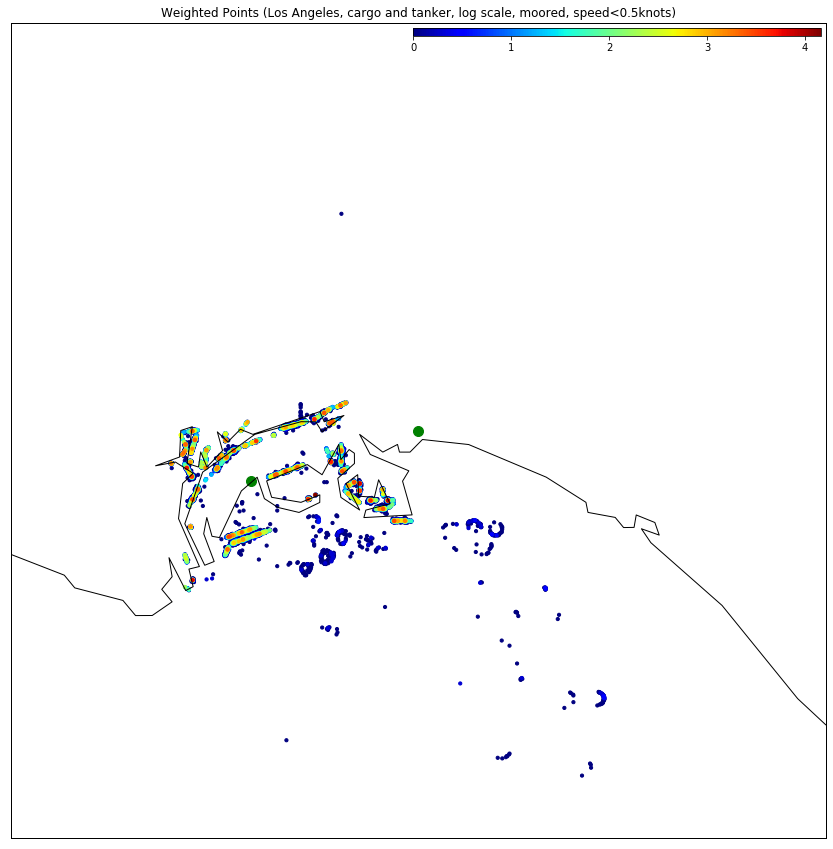 Weighted Points (Los Angeles, cargo and tanker, log scale, moored, speed<0.5knots)
0 1 2 3 4